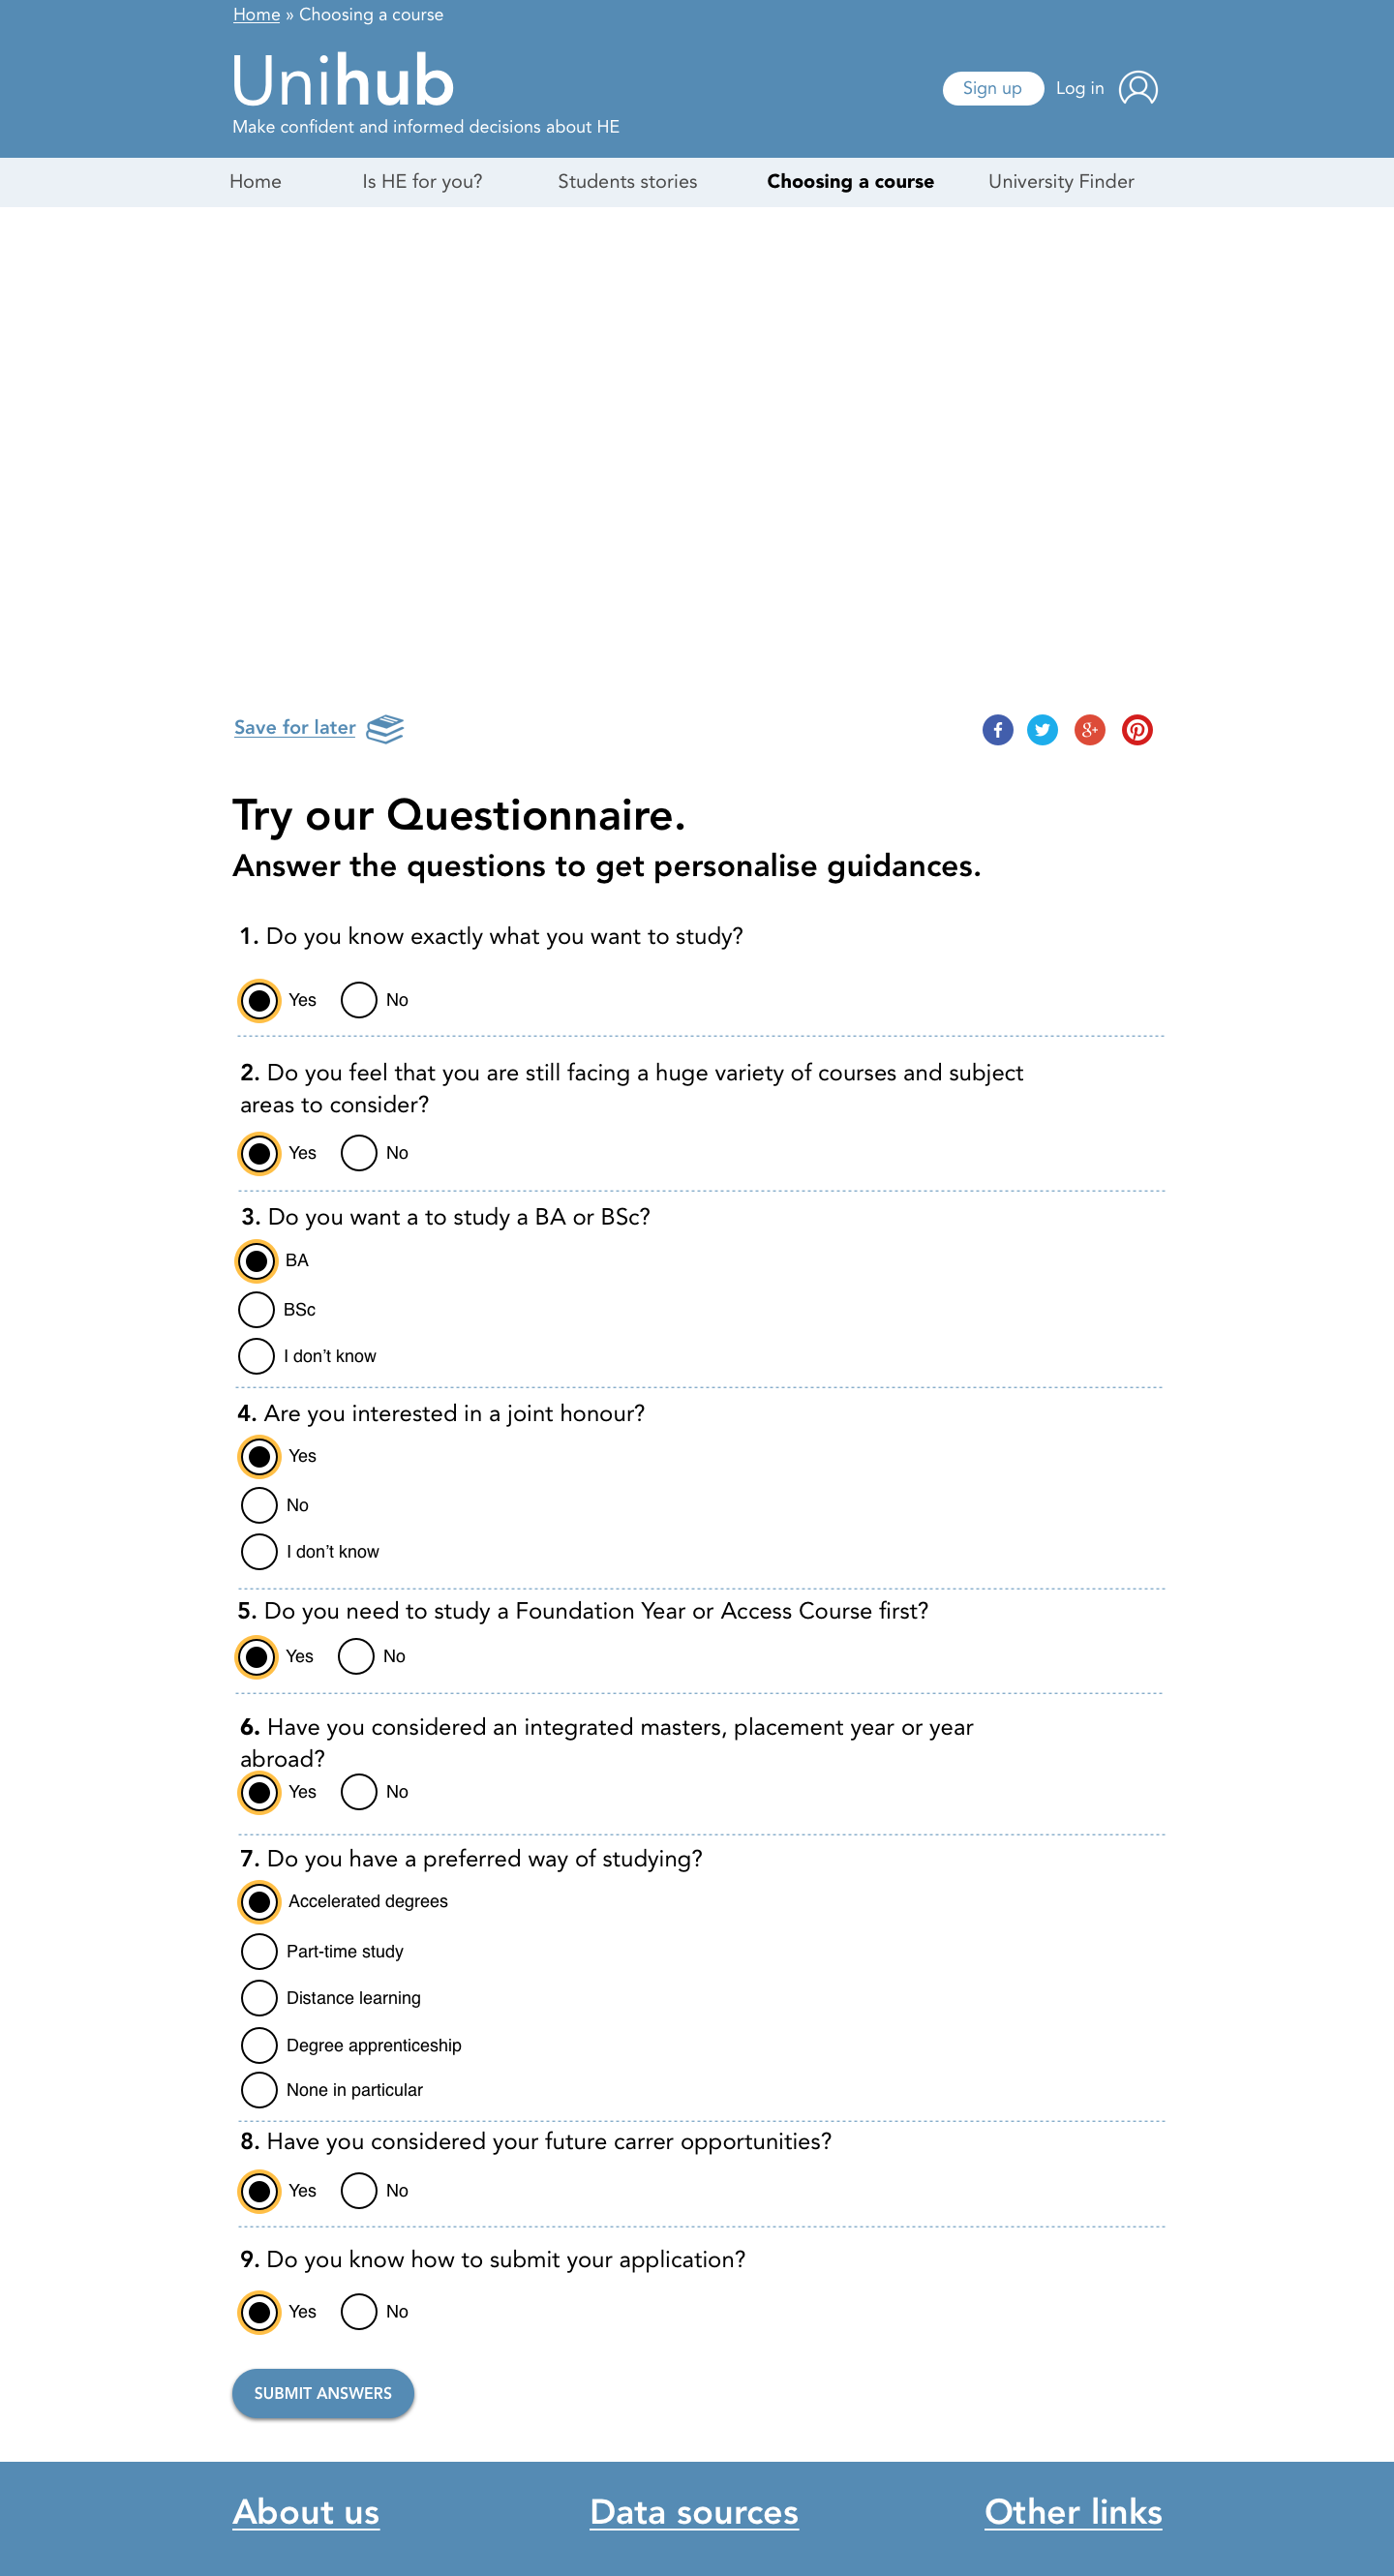 Home » Choosing a course
Unihub
Sign up Log in
Make confident and informed decisions about HE
Home Is HE for you? Students stories Choosing a course University Finder
Save for later
Try our Questionnaire.
Answer the questions to get personalise guidances.
1. Do you know exactly what you want to study?
Yes No
2. Do you feel that you are still facing a huge variety of courses and subject
areas to consider?
Yes No
3. Do you want a to study a BA or BSc?
BA
BSc
I don’t know
4. Are you interested in a joint honour?
Yes
No
I don’t know
5. Do you need to study a Foundation Year or Access Course first?
Yes No
6. Have you considered an integrated masters, placement year or year
abroad?
Yes No
7. Do you have a preferred way of studying?
Accelerated degrees
Part-time study
Distance learning
Degree apprenticeship
None in particular
8. Have you considered your future carrer opportunities?
Yes No
9. Do you know how to submit your application?
Yes No
SUBMIT ANSWERS
About us Data sources Other links